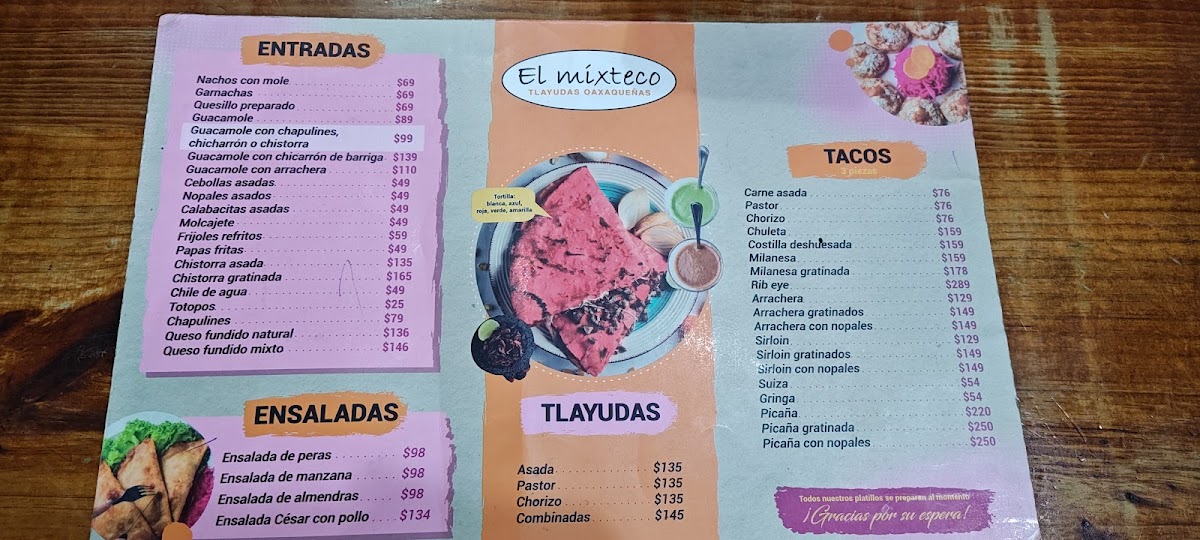 ENTRADAS
Nachos con mole $69
Garnachas $69
Quesillo preparado $69
Guacamole $89
Guacamole con chapulines,
chicharrón o chistorra $99
Guacamole con chicarrón de barriga $139
Guacamole con arrachera $110
Cebollas asadas $49
Nopales asados $49
Calabacitas asadas $49
Molcajete $49
Frijoles refritos $59
Papas fritas $49
Chistorra asada $135
Chistorra gratinada $165
Chile de agua $49
Totopos $25
Chapulines $79
Queso fundido natural $136
Queso fundido mixto $146
ENSALADAS
Ensalada de peras $98
Ensalada de manzana $98
Ensalada de almendras $98
Ensalada César con pollo $134
El mixteco
TLAYUDAS OAXAQUEÑAS
Tortilla:
blanca, azul,
roja, verde, amarilla
TLAYUDAS
Asada $135
Pastor $135
Chorizo $135
Combinadas $145
TACOS
3 piezas
Carne asada $76
Pastor $76
Chorizo $76
Chuleta $159
Costilla deshuesada $159
Milanesa $159
Milanesa gratinada $178
Rib eye $289
Arrachera $129
Arrachera gratinados $149
Arrachera con nopales $149
Sirloin $129
Sirloin gratinados $149
Sirloin con nopales $149
Suiza $54
Gringa $54
Picaña $220
Picaña gratinada $250
Picaña con nopales $250
Todos nuestros platillos se preparan al momento
¡Gracias por su espera!